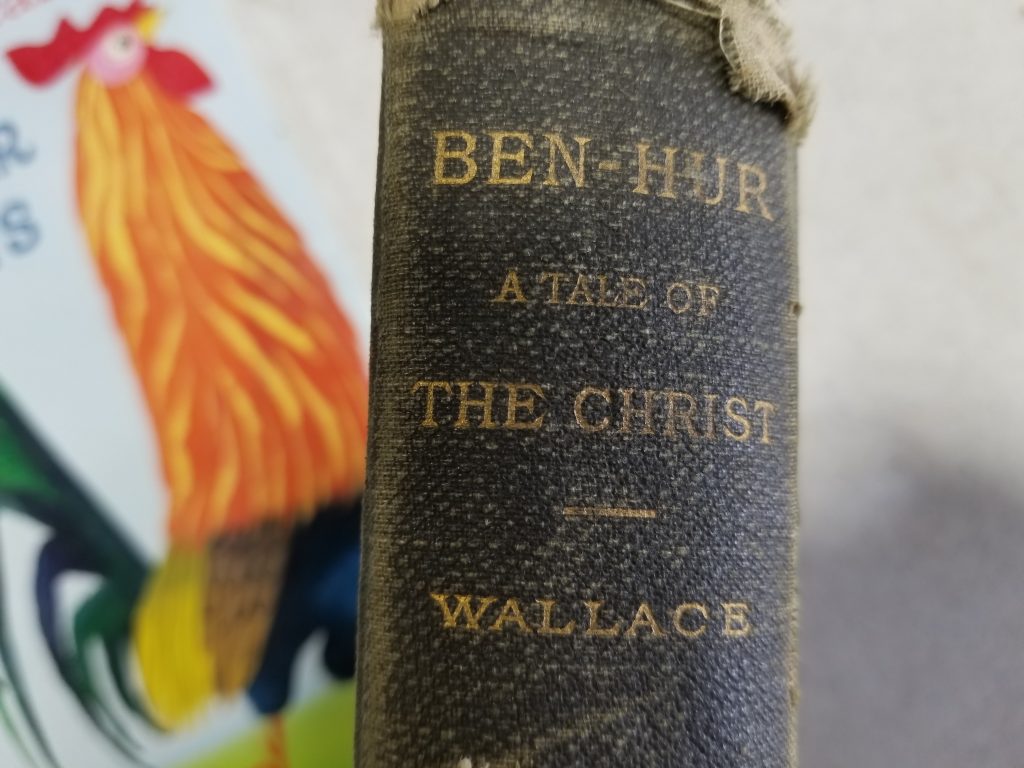 BEN-HUR
A TALE OF
THE CHRIST
WALLACE